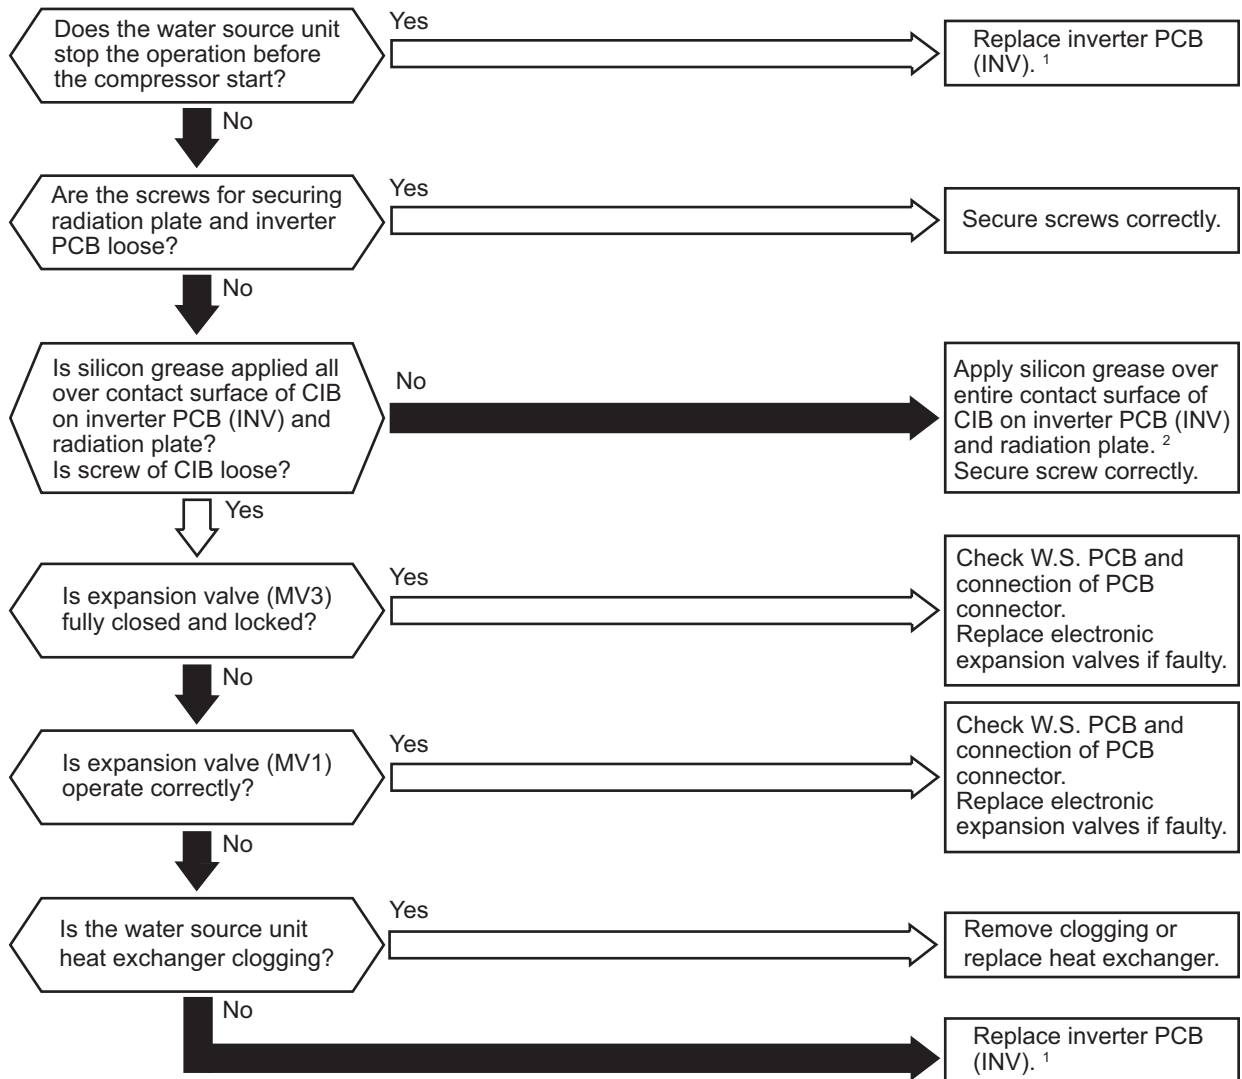 Does the water source unit
stop the operation before
the compressor start?
Yes
Replace inverter PCB
(INV). 1
No
Are the screws for securing
radiation plate and inverter
PCB loose?
Yes
Secure screws correctly.
No
Is silicon grease applied all
over contact surface of CIB
on inverter PCB (INV) and
radiation plate?
Is screw of CIB loose?
No
Apply silicon grease over
entire contact surface of
CIB on inverter PCB (INV)
and radiation plate. 2
Secure screw correctly.
Yes
Is expansion valve (MV3)
fully closed and locked?
Yes
Check W.S. PCB and
connection of PCB
connector.
Replace electronic
expansion valves if faulty.
No
Is expansion valve (MV1)
operate correctly?
Yes
Check W.S. PCB and
connection of PCB
connector.
Replace electronic
expansion valves if faulty.
No
Is the water source unit
heat exchanger clogging?
Yes
Remove clogging or
replace heat exchanger.
No
Replace inverter PCB
(INV). 1